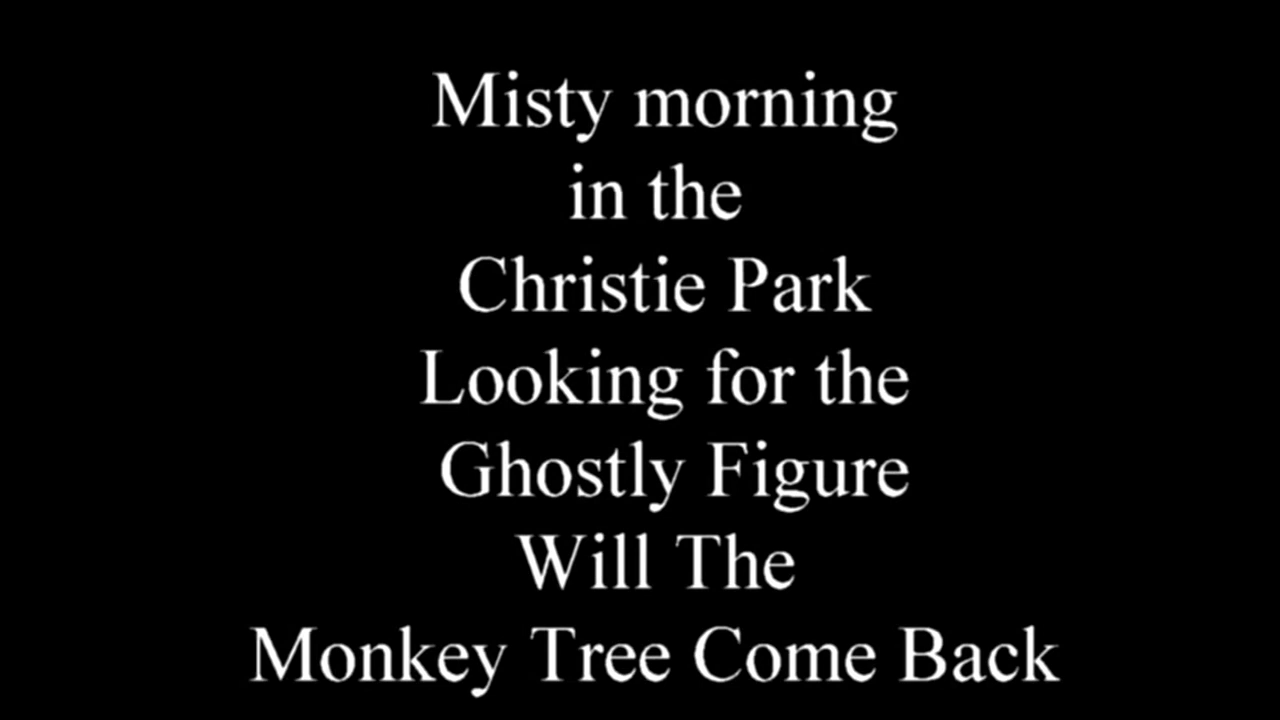 Misty morning
in the
Christie Park
Looking for the
Ghostly Figure
Will The
Monkey Tree Come Back